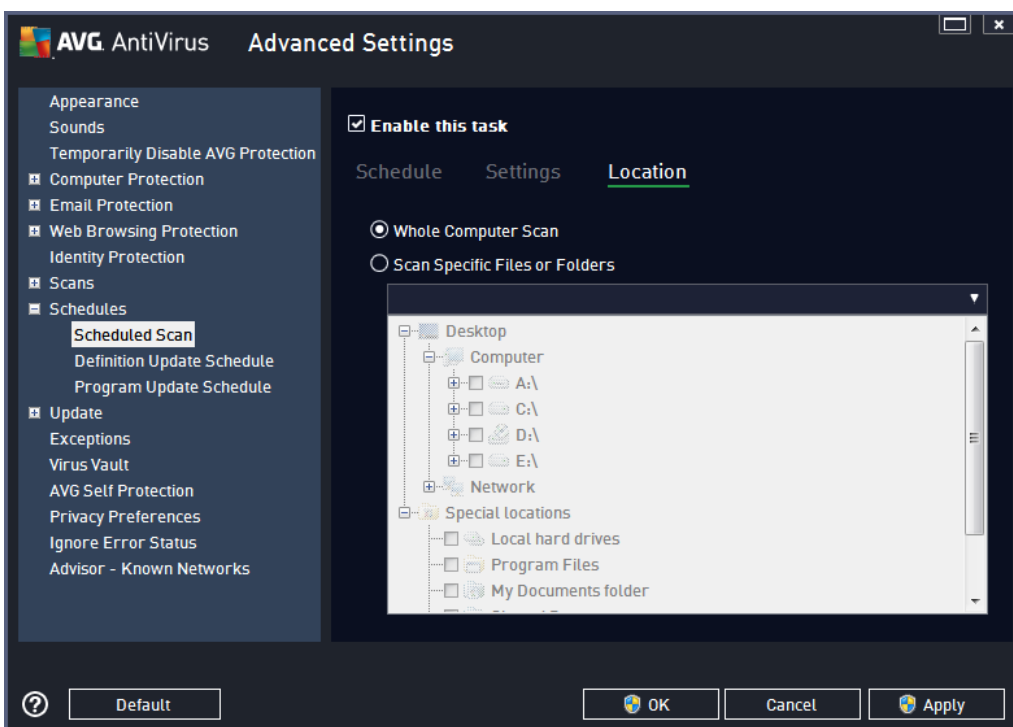 AVG AntiVirus Advanced Settings
Appearance
Sounds
Temporarily Disable AVG Protection
Computer Protection
Email Protection
Web Browsing Protection
Identity Protection
Scans
Schedules
Scheduled Scan
Definition Update Schedule
Program Update Schedule
Update
Exceptions
Virus Vault
AVG Self Protection
Privacy Preferences
Ignore Error Status
Advisor - Known Networks
Enable this task
Schedule Settings Location
Whole Computer Scan
Scan Specific Files or Folders
Desktop
Computer
A:\
C:\
D:\
E:\
Network
Special locations
Local hard drives
Program Files
My Documents folder
Default OK Cancel Apply